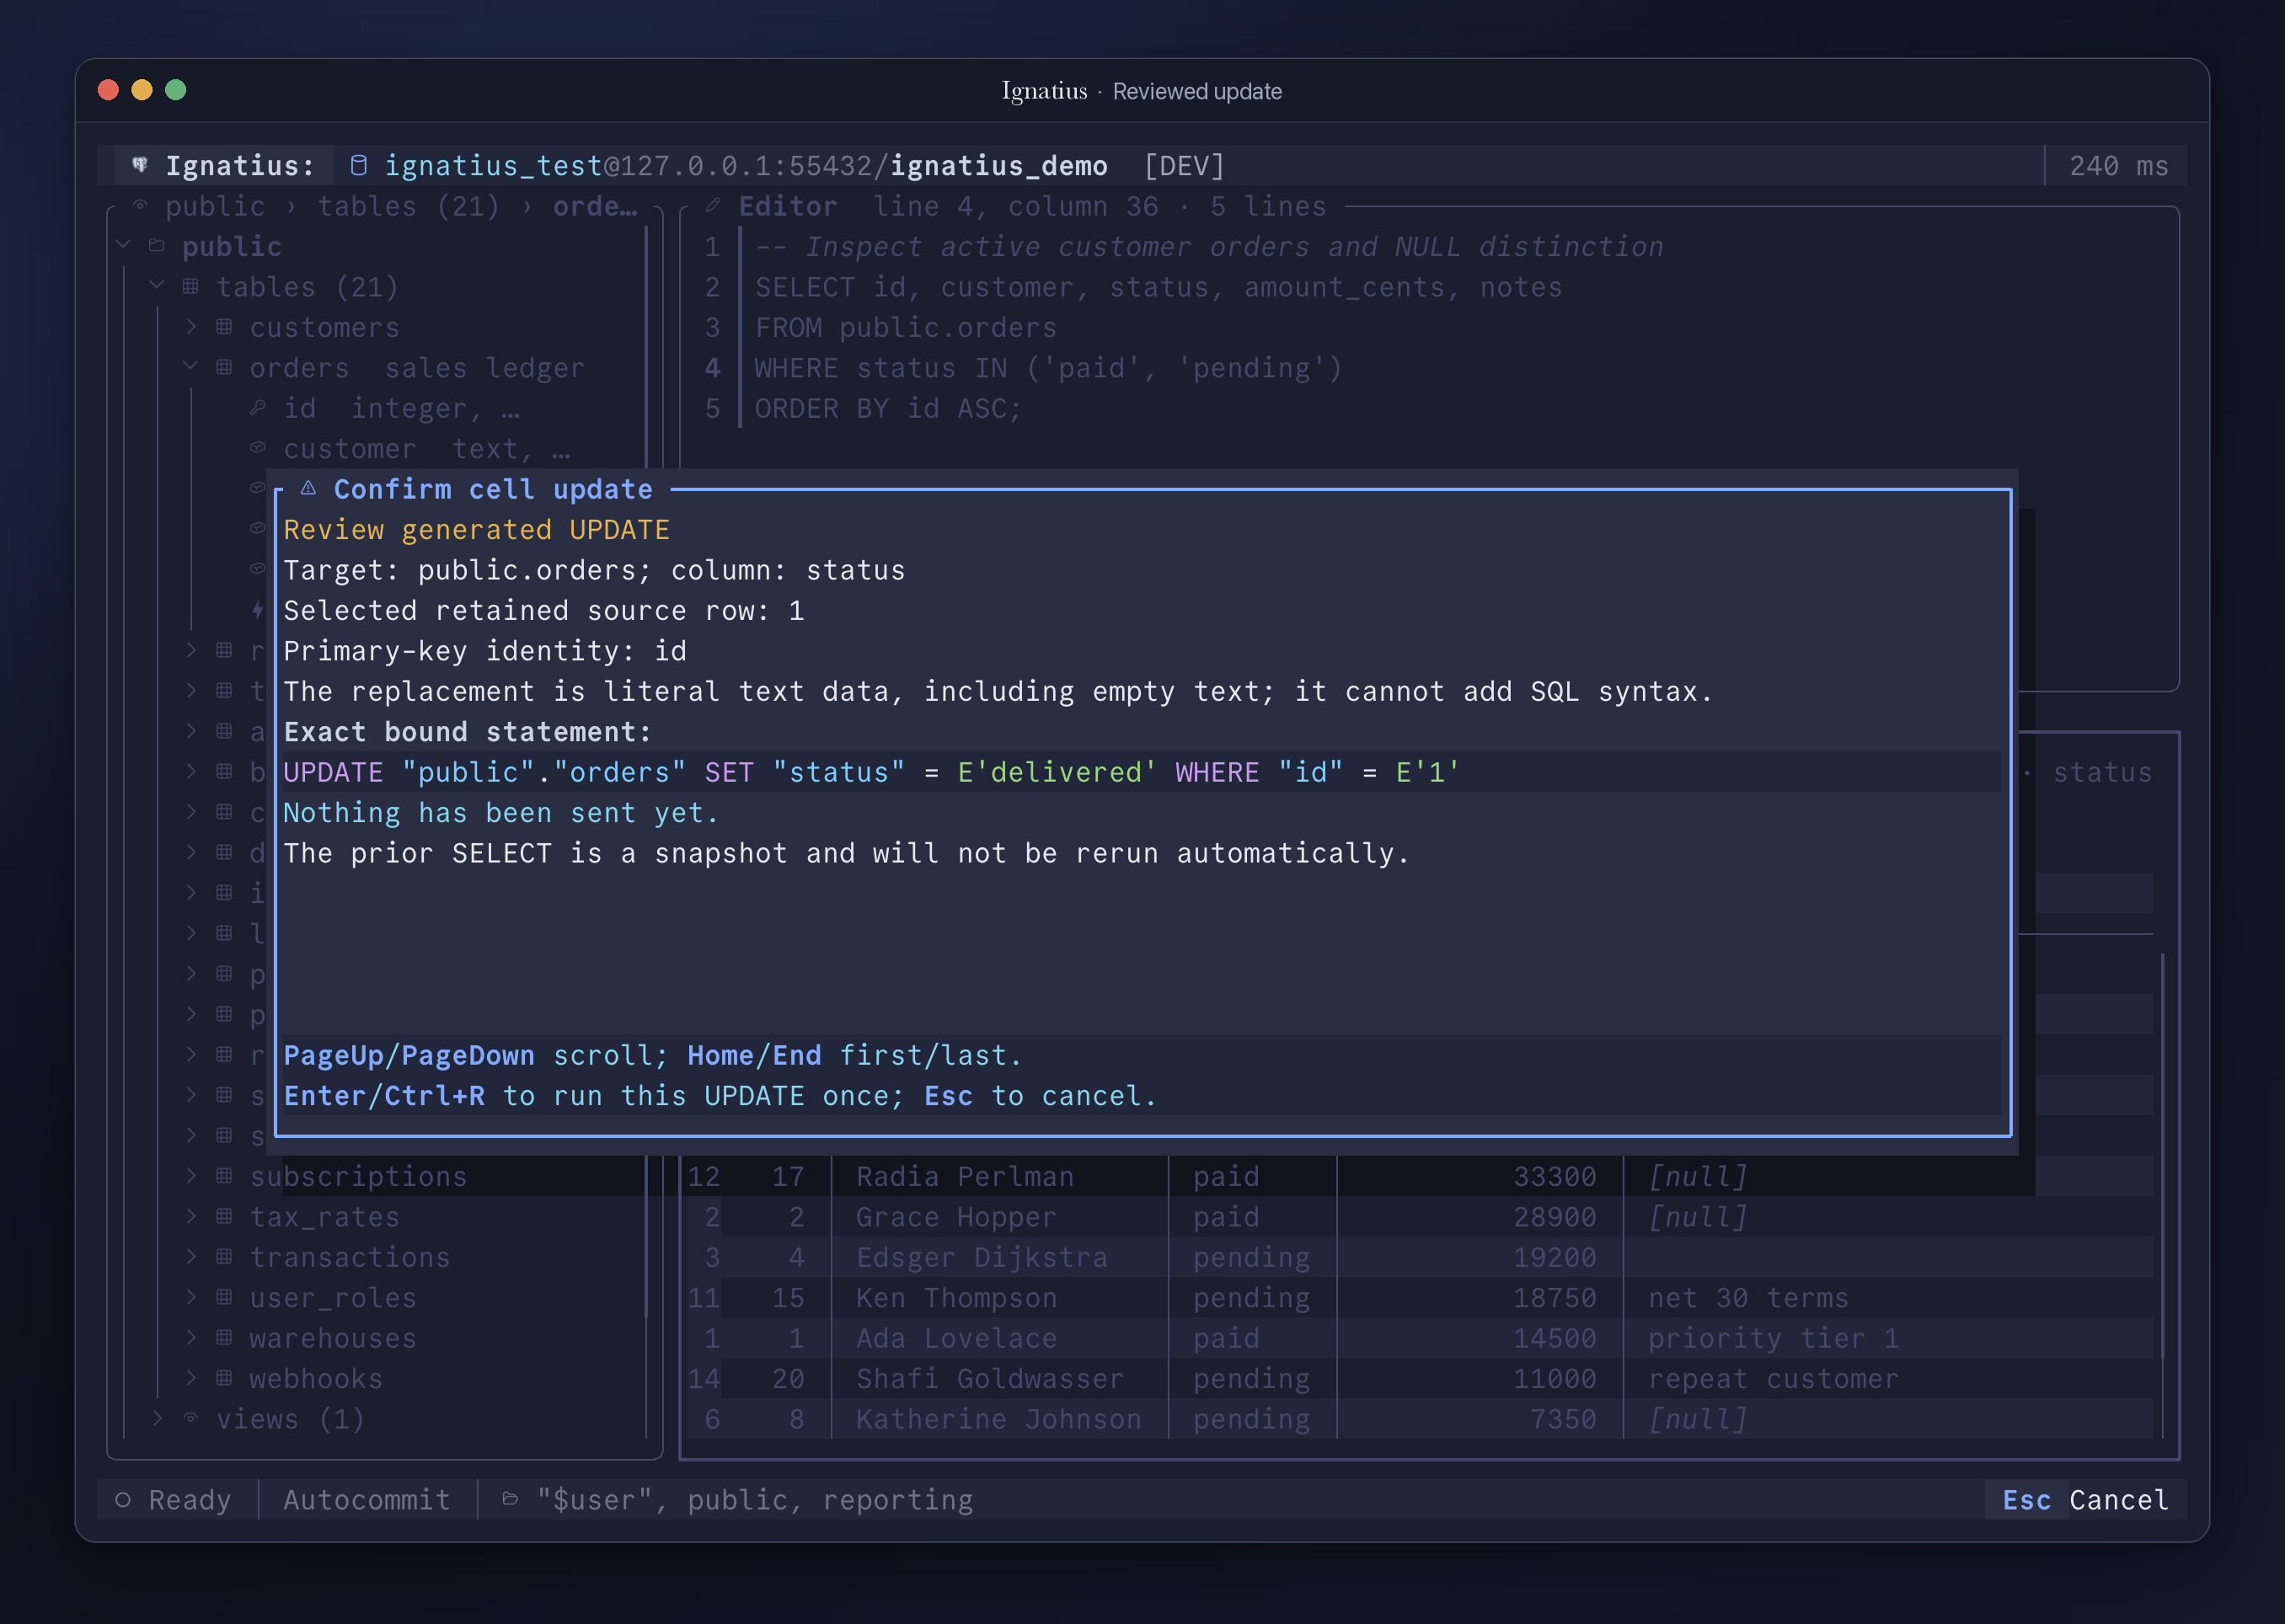 Ignatius · Reviewed update
Ignatius: ignatius_test@127.0.0.1:55432/ignatius_demo [DEV] 240 ms
public › tables (21) › orde…
public
tables (21)
customers
orders sales ledger
id integer, …
customer text, …
r
t
a
b
c
d
i
l
p
p
r
s
s
subscriptions
tax_rates
transactions
user_roles
warehouses
webhooks
views (1)
Editor line 4, column 36 · 5 lines
1 -- Inspect active customer orders and NULL distinction
2 SELECT id, customer, status, amount_cents, notes
3 FROM public.orders
4 WHERE status IN ('paid', 'pending')
5 ORDER BY id ASC;
Confirm cell update
Review generated UPDATE
Target: public.orders; column: status
Selected retained source row: 1
Primary-key identity: id
The replacement is literal text data, including empty text; it cannot add SQL syntax.
Exact bound statement:
UPDATE "public"."orders" SET "status" = E'delivered' WHERE "id" = E'1'
Nothing has been sent yet.
The prior SELECT is a snapshot and will not be rerun automatically.
PageUp/PageDown scroll; Home/End first/last.
Enter/Ctrl+R to run this UPDATE once; Esc to cancel.
· status
12 17 Radia Perlman paid 33300 [null]
2 2 Grace Hopper paid 28900 [null]
3 4 Edsger Dijkstra pending 19200
11 15 Ken Thompson pending 18750 net 30 terms
1 1 Ada Lovelace paid 14500 priority tier 1
14 20 Shafi Goldwasser pending 11000 repeat customer
6 8 Katherine Johnson pending 7350 [null]
Ready Autocommit "$user", public, reporting Esc Cancel